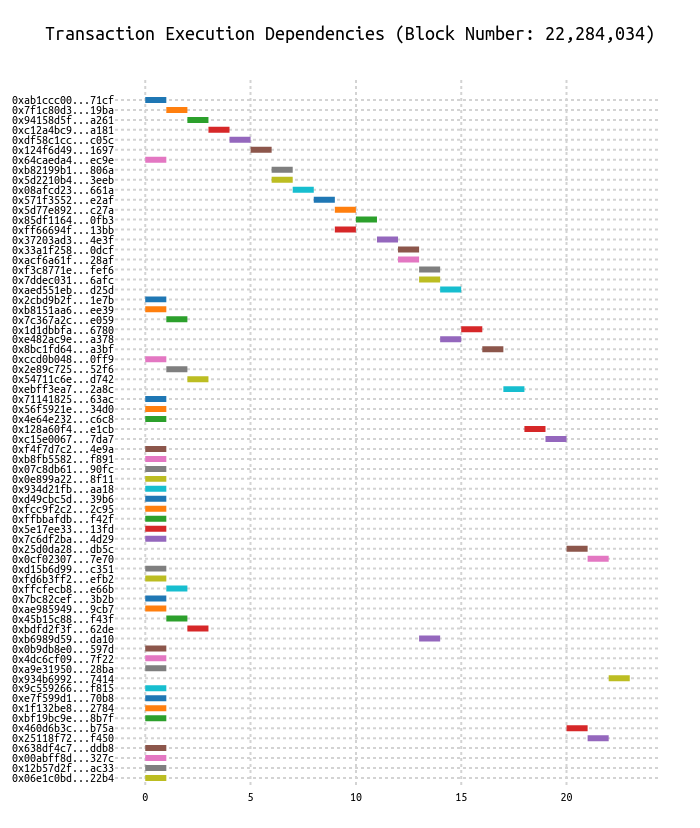 Transaction Execution Dependencies (Block Number: 22,284,034)
0xab1ccc00...71cf
0x7f1c80d3...19ba
0x94158d5f...a261
0xc12a4bc9...a181
0xdf58c1cc...c05c
0x124f6d49...1697
0x64caeda4...ec9e
0xb82199b1...806a
0x5d2210b4...3eeb
0x08afcd23...661a
0x571f3552...e2af
0x5d77e892...c27a
0x85df1164...0fb3
0xff66694f...13bb
0x37203ad3...4e3f
0x33a1f258...0dcf
0xacf6a61f...28af
0xf3c8771e...fef6
0x7ddec031...6afc
0xaed551eb...d25d
0x2cbd9b2f...1e7b
0xb8151aa6...ee39
0x7c367a2c...e059
0x1d1dbbfa...6780
0xe482ac9e...a378
0x8bc1fd64...a3bf
0xccd0b048...0ff9
0x2e89c725...52f6
0x54711c6e...d742
0xebff3ea7...2a8c
0x71141825...63ac
0x56f5921e...34d0
0x4e64e232...c6c8
0x128a60f4...e1cb
0xc15e0067...7da7
0xf4f7d7c2...4e9a
0xb8fb5582...f891
0x07c8db61...90fc
0x0e899a22...8f11
0x934d21fb...aa18
0xd49cbc5d...39b6
0xfcc9f2c2...2c95
0xffbbafdb...f42f
0x5e17ee33...13fd
0x7c6df2ba...4d29
0x25d0da28...db5c
0x0cf02307...7e70
0xd15b6d99...c351
0xfd6b3ff2...efb2
0xffcfecb8...e66b
0x7bc82cef...3b2b
0xae985949...9cb7
0x45b15c88...f43f
0xbdfd2f3f...62de
0xb6989d59...da10
0x0b9db8e0...597d
0x4dc6cf09...7f22
0xa9e31950...28ba
0x934b6992...7414
0x9c559266...f815
0xe7f599d1...70b8
0x1f132be8...2784
0xbf19bc9e...8b7f
0x460d6b3c...b75a
0x25118f72...f450
0x638df4c7...ddb8
0x00abff8d...327c
0x12b57d2f...ac33
0x06e1c0bd...22b4
0 5 10 15 20